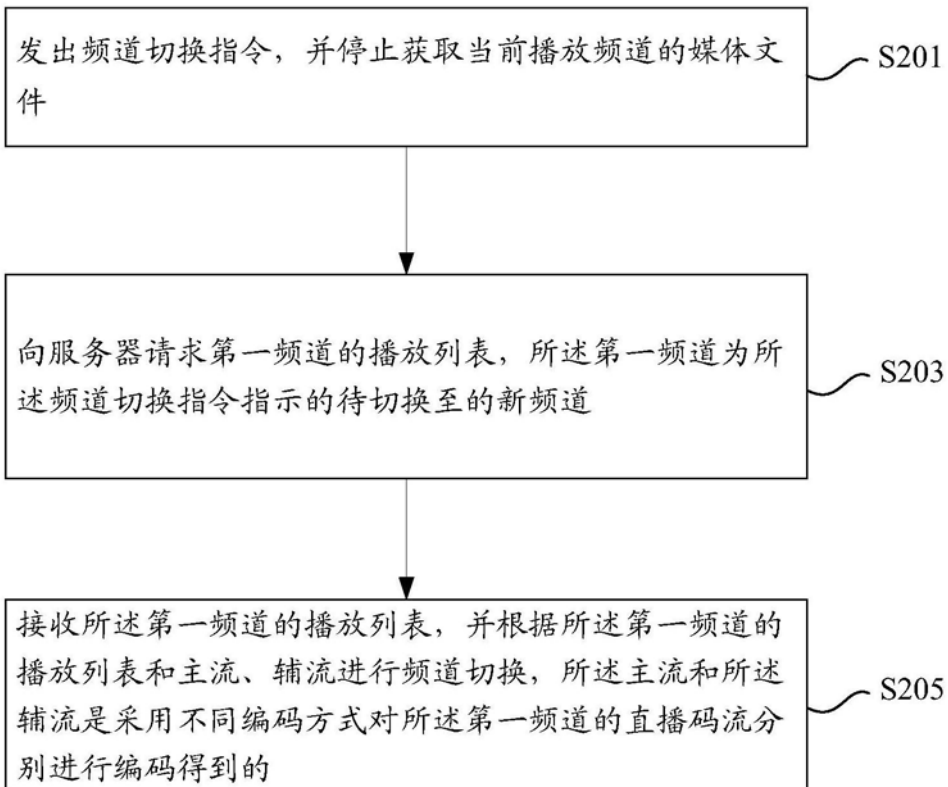 发出频道切换指令，并停止获取当前播放频道的媒体文
件
S201
向服务器请求第一频道的播放列表，所述第一频道为所
述频道切换指令指示的待切换至的新频道
S203
接收所述第一频道的播放列表，并根据所述第一频道的
播放列表和主流、辅流进行频道切换，所述主流和所述
辅流是采用不同编码方式对所述第一频道的直播码流分
别进行编码得到的
S205